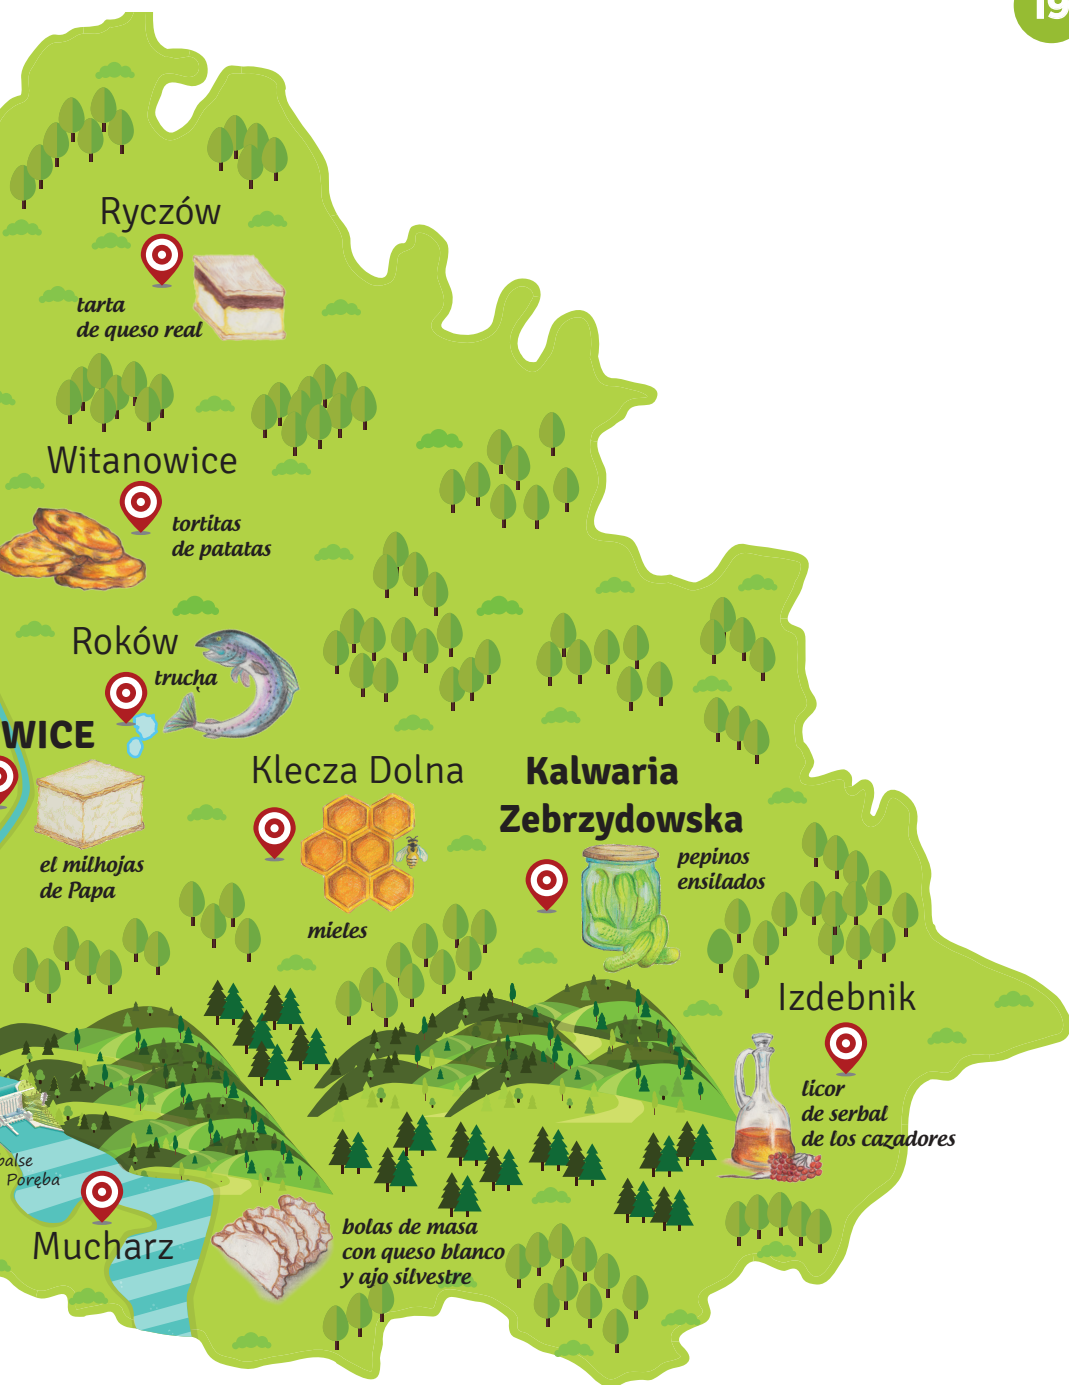 19
Ryczów
tarta
de queso real
Witanowice
tortitas
de patatas
Roków
trucha
WICE
el milhojas
de Papa
Klecza Dolna
mieles
Kalwaria
Zebrzydowska
pepinos
ensilados
Izdebnik
licor
de serbal
de los cazadores
balse
Poręba
Mucharz
bolas de masa
con queso blanco
y ajo silvestre